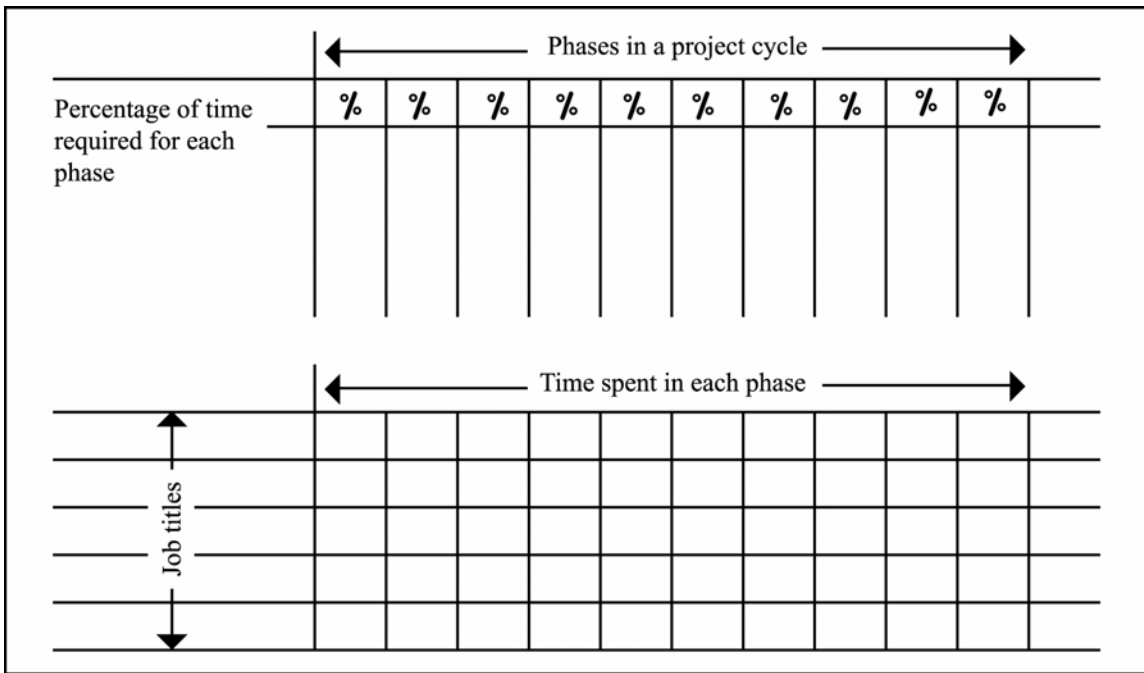 Phases in a project cycle
Percentage of time
required for each
phase
% % % % % % % % % %
Time spent in each phase
Job titles